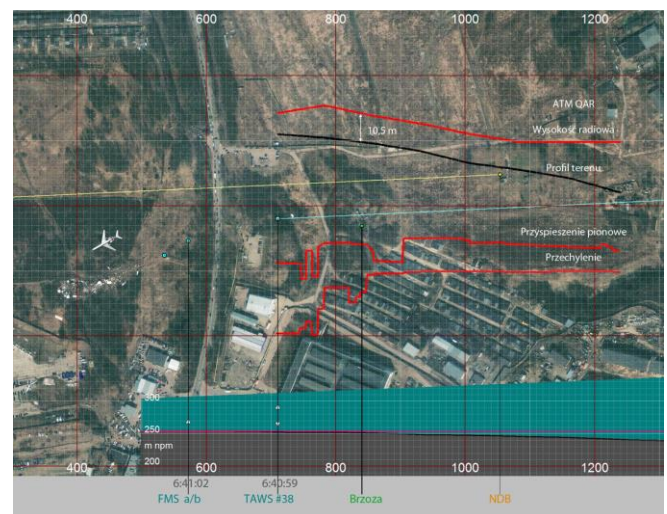 400 600 800 1000 1200
ATM QAR
10.5 m
Wysokość radiowa
Profil terenu
Przyspieszenie pionowe
Przechylenie
300
250
m npm
200
400 600 800 1000 1200
6:41:02 6:40:59
FMS a/b TAWS #38 Brzoza NDB